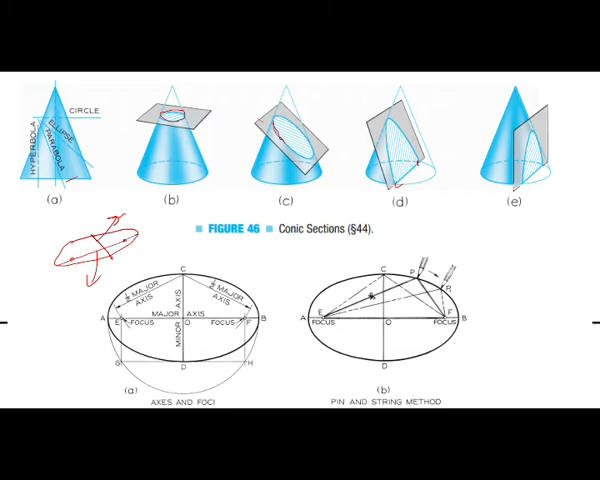 CIRCLE
HYPERBOLA
ELLIPSE
PARABOLA
(a)
(b)
(c)
(d)
(e)
FIGURE 46 Conic Sections (§44).
C
½ MAJOR
AXIS
½ MAJOR
AXIS
AXIS
MINOR
MAJOR AXIS
A
E
FOCUS
O
FOCUS
F
B
G
D
H
(a)
AXES AND FOCI
C
P
R
A
E
FOCUS
O
F
FOCUS
B
D
(b)
PIN AND STRING METHOD